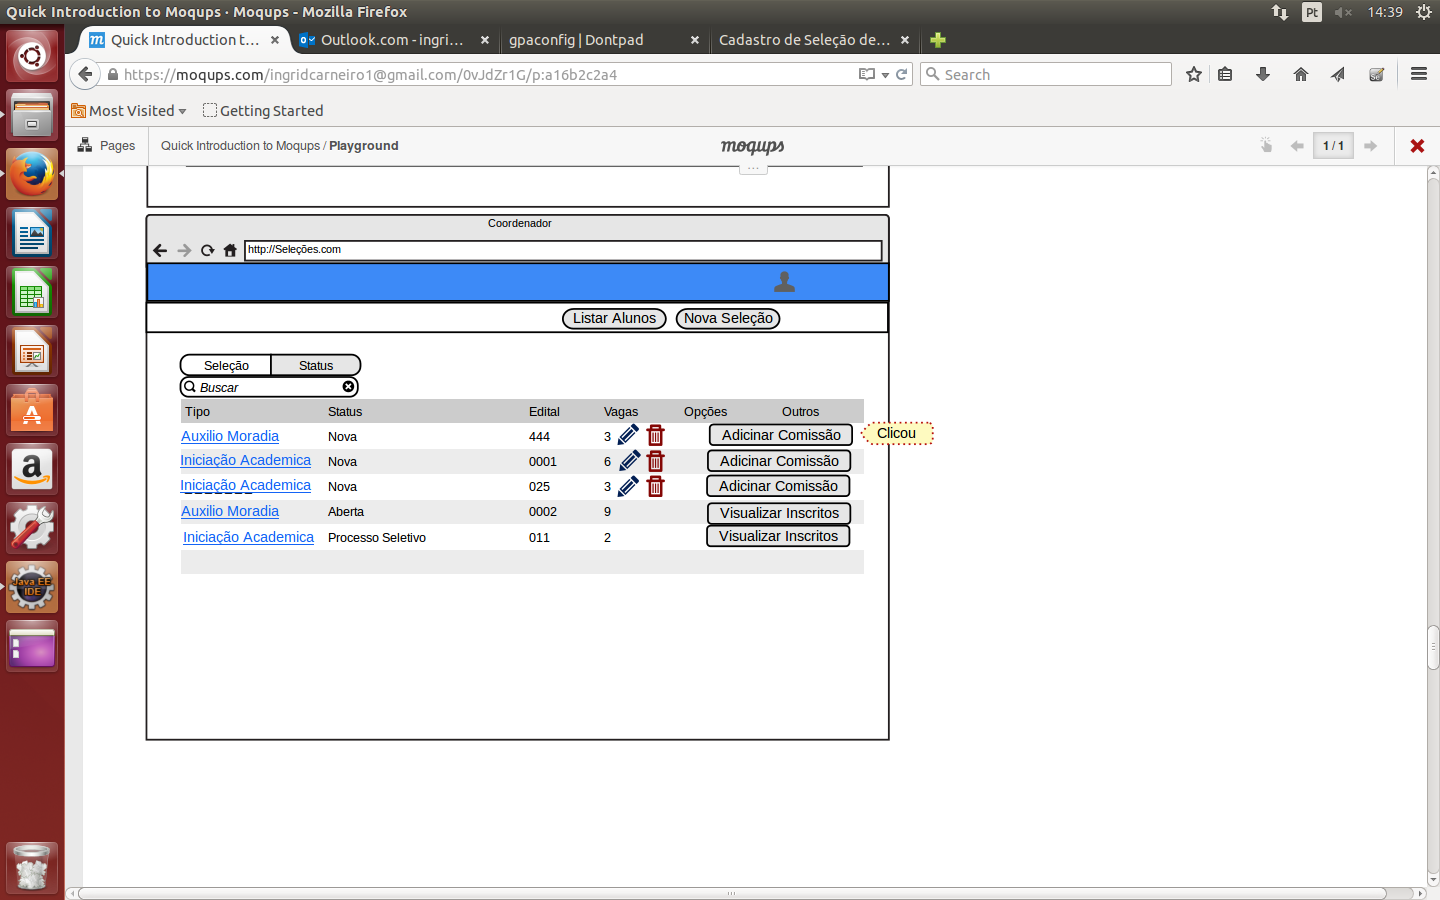 Quick Introduction to Moqups · Moqups - Mozilla Firefox
Pt
14:39
Quick Introduction t...
Outlook.com - ingri...
gpaconfig | Dontpad
Cadastro de Seleção de...
https://moqups.com/ingridcarneiro1@gmail.com/0vJdZr1G/p:a16b2c2a4
Search
Most Visited
Getting Started
Pages
Quick Introduction to Moqups / Playground
moqups
1 / 1
...
Coordenador
http://Seleções.com
Listar Alunos
Nova Seleção
Seleção
Status
Buscar
Tipo Status Edital Vagas Opções Outros
Auxilio Moradia Nova 444 3 Adicinar Comissão Clicou
Iniciação Academica Nova 0001 6 Adicinar Comissão
Iniciação Academica Nova 025 3 Adicinar Comissão
Auxilio Moradia Aberta 0002 9 Visualizar Inscritos
Iniciação Academica Processo Seletivo 011 2 Visualizar Inscritos
Java EE
IDE